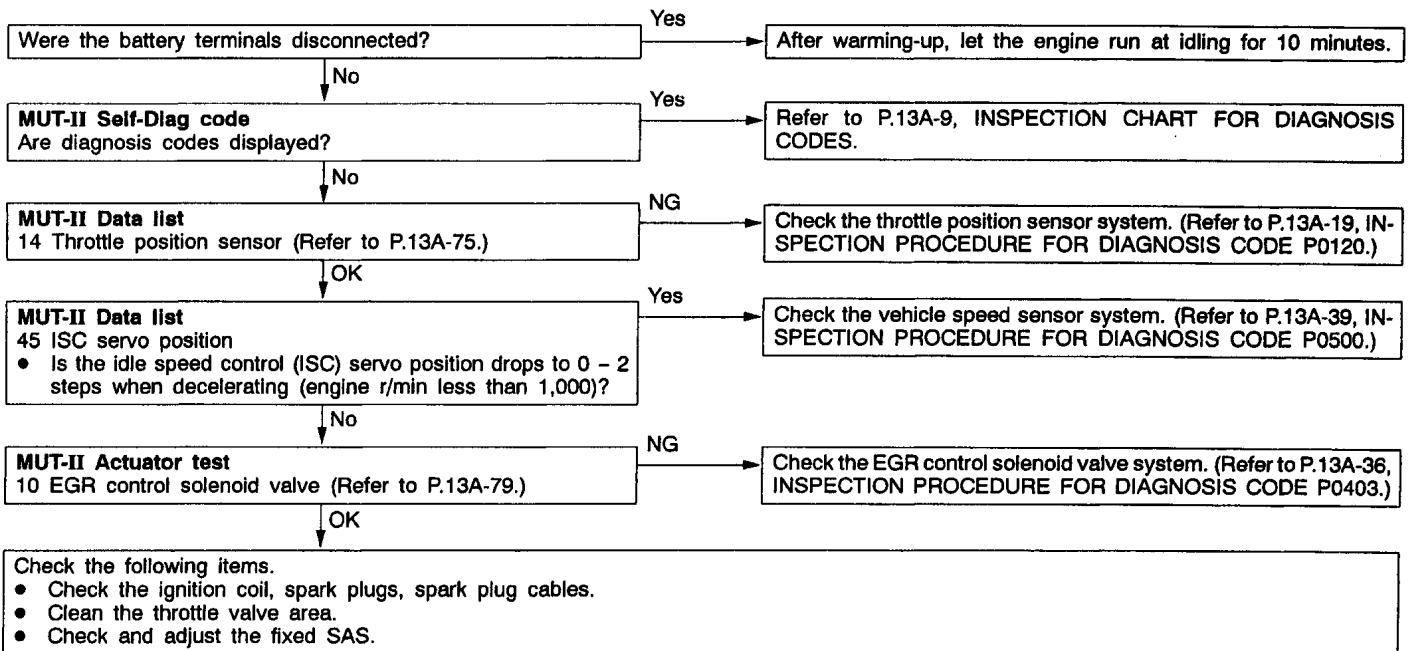 Were the battery terminals disconnected?
Yes
After warming-up, let the engine run at idling for 10 minutes.
No
MUT-II Self-Diag code
Are diagnosis codes displayed?
Yes
Refer to P.13A-9, INSPECTION CHART FOR DIAGNOSIS
CODES.
No
MUT-II Data list
14 Throttle position sensor (Refer to P.13A-75.)
NG
Check the throttle position sensor system. (Refer to P.13A-19, IN-
SPECTION PROCEDURE FOR DIAGNOSIS CODE P0120.)
OK
MUT-II Data list
45 ISC servo position
● Is the idle speed control (ISC) servo position drops to 0 – 2
steps when decelerating (engine r/min less than 1,000)?
Yes
Check the vehicle speed sensor system. (Refer to P.13A-39, IN-
SPECTION PROCEDURE FOR DIAGNOSIS CODE P0500.)
No
MUT-II Actuator test
10 EGR control solenoid valve (Refer to P.13A-79.)
NG
Check the EGR control solenoid valve system. (Refer to P.13A-36,
INSPECTION PROCEDURE FOR DIAGNOSIS CODE P0403.)
OK
Check the following items.
● Check the ignition coil, spark plugs, spark plug cables.
● Clean the throttle valve area.
● Check and adjust the fixed SAS.